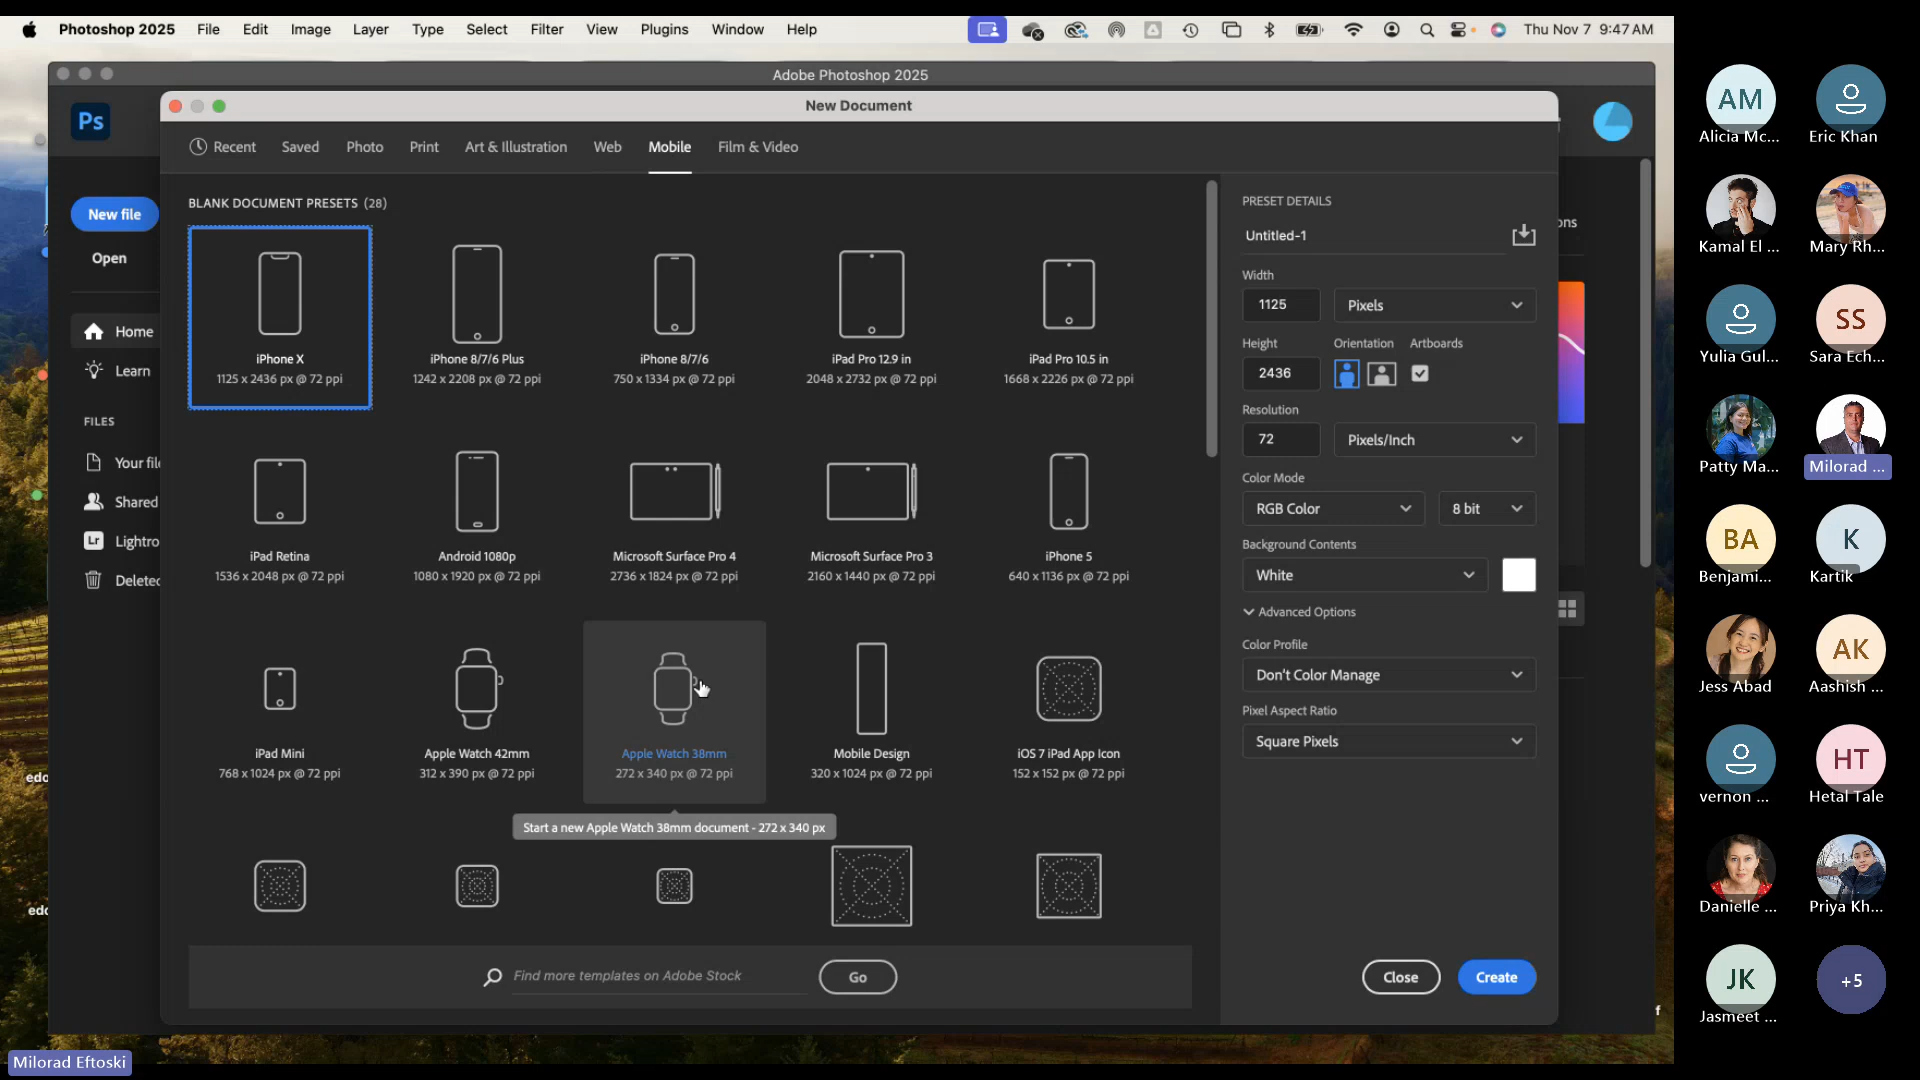 Photoshop 2025 File Edit Image Layer Type Select Filter View Plugins Window Help Thu Nov 7 9:47 AM
Adobe Photoshop 2025
New Document
Ps
Recent Saved Photo Print Art & Illustration Web Mobile Film & Video
New file
Open
Home
Learn
FILES
Your file
Shared
Lr Lightro
Deleted
BLANK DOCUMENT PRESETS (28)
iPhone X
1125 x 2436 px @ 72 ppi
iPhone 8/7/6 Plus
1242 x 2208 px @ 72 ppi
iPhone 8/7/6
750 x 1334 px @ 72 ppi
iPad Pro 12.9 in
2048 x 2732 px @ 72 ppi
iPad Pro 10.5 in
1668 x 2226 px @ 72 ppi
iPad Retina
1536 x 2048 px @ 72 ppi
Android 1080p
1080 x 1920 px @ 72 ppi
Microsoft Surface Pro 4
2736 x 1824 px @ 72 ppi
Microsoft Surface Pro 3
2160 x 1440 px @ 72 ppi
iPhone 5
640 x 1136 px @ 72 ppi
iPad Mini
768 x 1024 px @ 72 ppi
Apple Watch 42mm
312 x 390 px @ 72 ppi
Apple Watch 38mm
272 x 340 px @ 72 ppi
Mobile Design
320 x 1024 px @ 72 ppi
iOS 7 iPad App Icon
152 x 152 px @ 72 ppi
Start a new Apple Watch 38mm document - 272 x 340 px
Find more templates on Adobe Stock
Go
PRESET DETAILS
Untitled-1
Width
1125 Pixels
Height Orientation Artboards
2436
Resolution
72 Pixels/Inch
Color Mode
RGB Color 8 bit
Background Contents
White
Advanced Options
Color Profile
Don't Color Manage
Pixel Aspect Ratio
Square Pixels
Close Create
ons
edo
edo
AM
Alicia Mc...
Eric Khan
Kamal El ...
Mary Rh...
Yulia Gul...
SS
Sara Ech...
Patty Ma...
Milorad ...
BA
Benjami...
K
Kartik
Jess Abad
AK
Aashish ...
vernon ...
HT
Hetal Tale
Danielle ...
Priya Kh...
JK
Jasmeet ...
+5
Milorad Eftoski